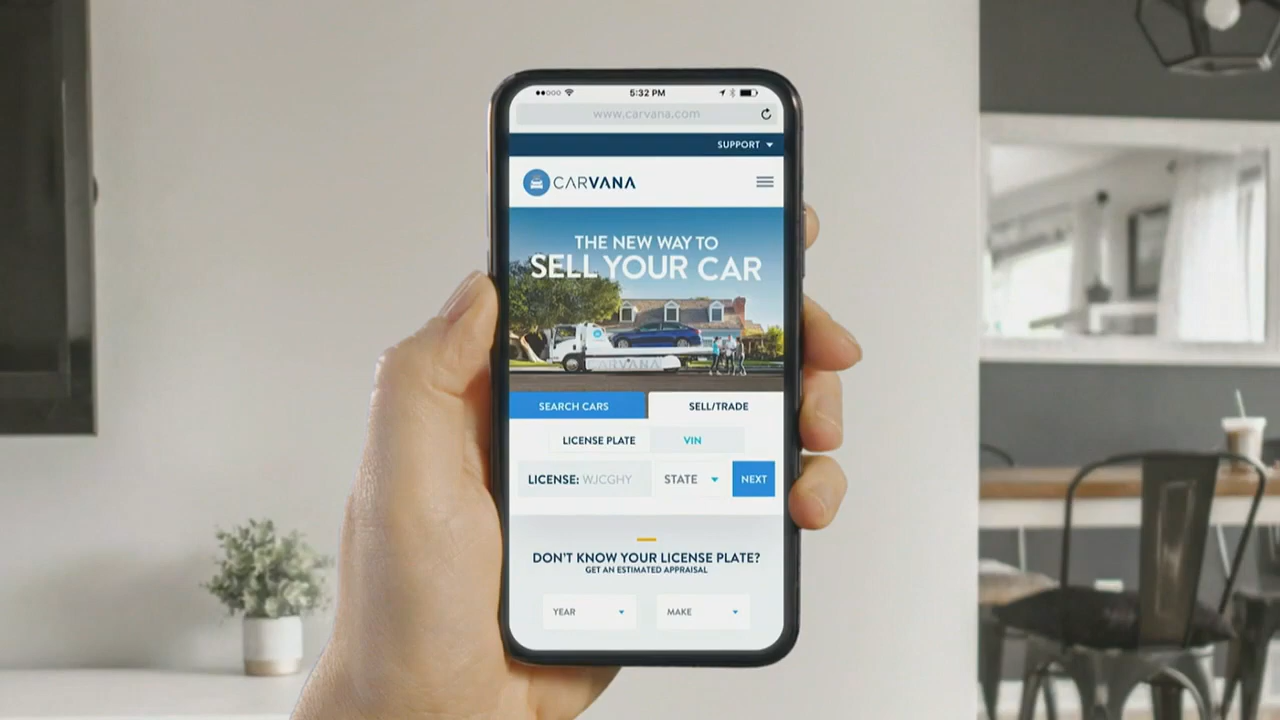 5:32 PM
www.carvana.com
SUPPORT
CARVANA
THE NEW WAY TO
SELL YOUR CAR
CARVANA
SEARCH CARS
SELL/TRADE
LICENSE PLATE
VIN
LICENSE: WJCGHY
STATE
NEXT
DON'T KNOW YOUR LICENSE PLATE?
GET AN ESTIMATED APPRAISAL
YEAR
MAKE